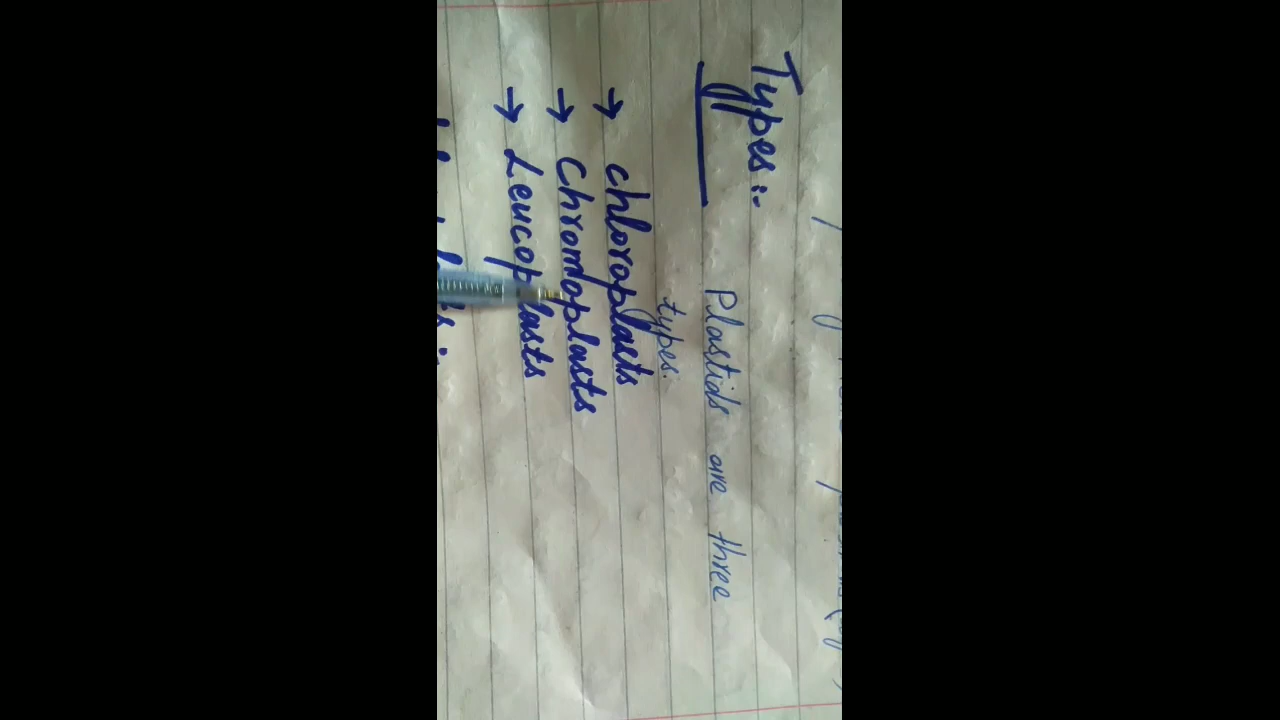 Types:-
Plastids are three
types.
→ chloroplasts
→ Chromoplasts
→ Leucoplasts